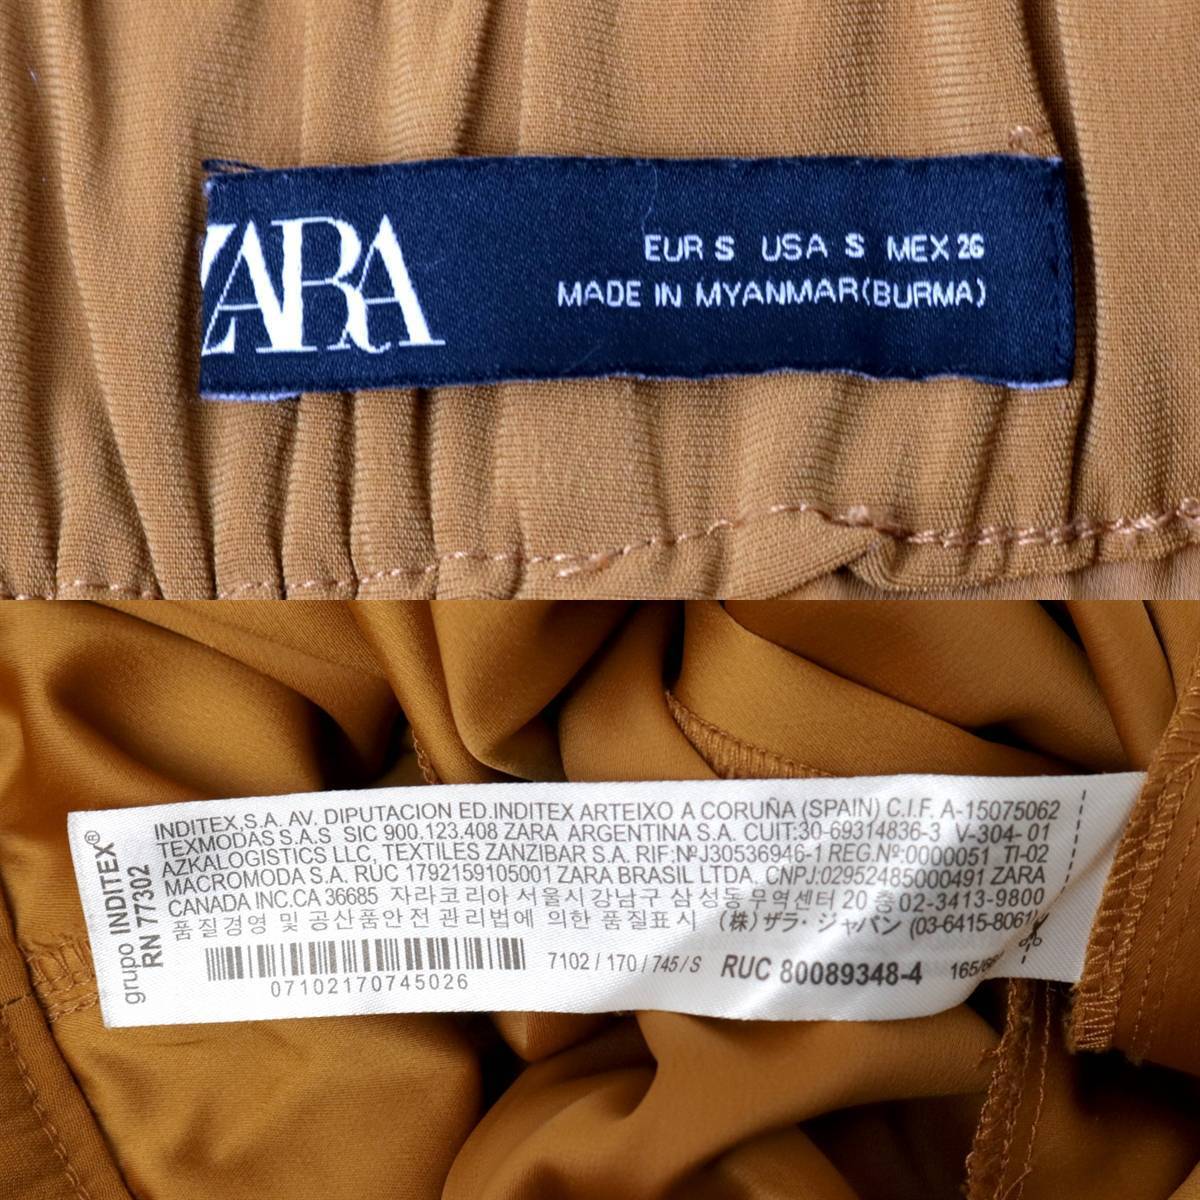 ZARA
EUR S USA S MEX 26
MADE IN MYANMAR(BURMA)
grupo INDITEX®
RN 77302
INDITEX,S.A. AV. DIPUTACION ED.INDITEX ARTEIXO A CORUÑA (SPAIN) C.I.F. A-15075062
TEXMODAS S.A.S SIC 900.123.408 ZARA ARGENTINA S.A. CUIT:30-69314836-3 V-304- 01
AZKALOGISTICS LLC, TEXTILES ZANZIBAR S.A. RIF:NºJ30536946-1 REG.Nº:0000051 TI-02
MACROMODA S.A. RUC 1792159105001 ZARA BRASIL LTDA. CNPJ:02952485000491 ZARA
CANADA INC.CA 36685 자라코리아 서울시강남구 삼성동 무역센터 20 층 02-3413-9800
품질경영 및 공산품안전 관리법에 의한 품질표시 (株) ザラ・ジャパン (03-6415-8061)
07102170745026
7102 / 170 / 745 / S
RUC 80089348-4